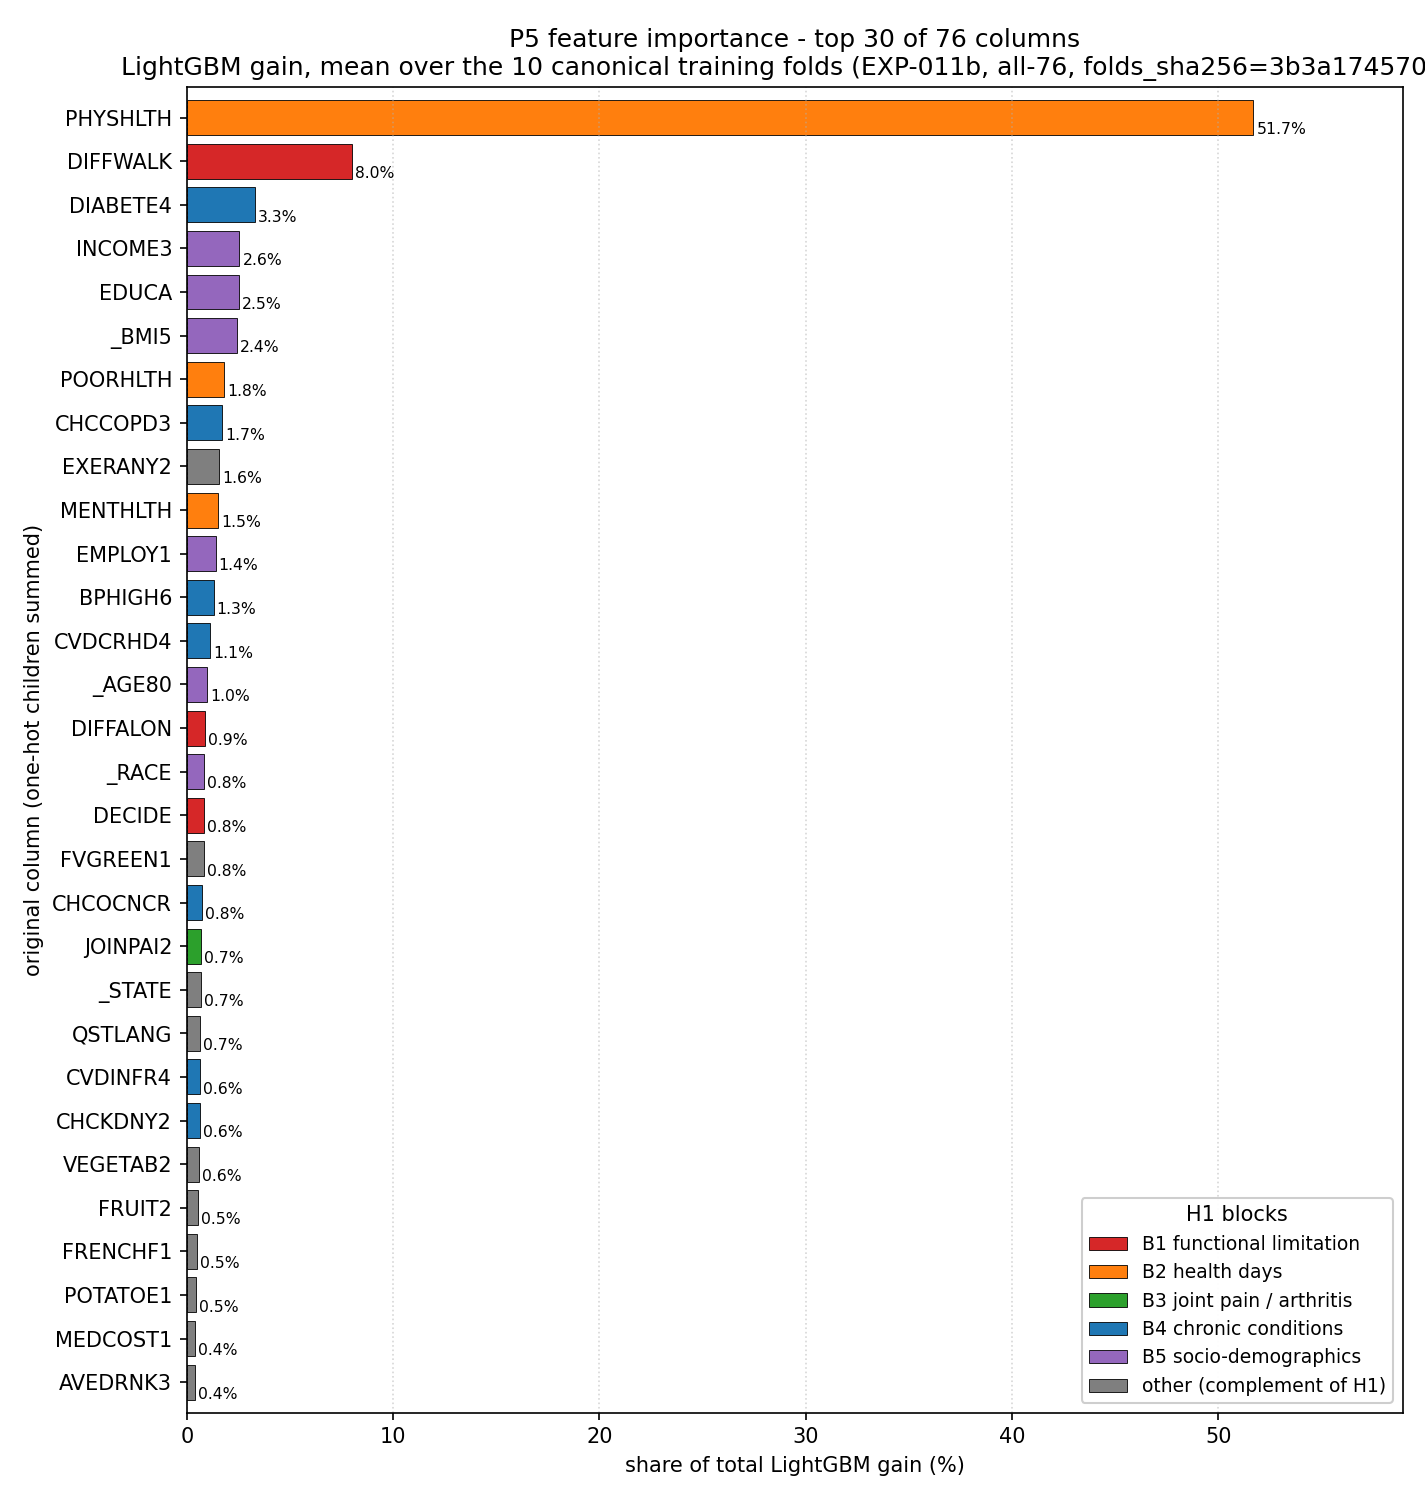 P5 feature importance - top 30 of 76 columns
LightGBM gain, mean over the 10 canonical training folds (EXP-011b, all-76, folds_sha256=3b3a174570
original column (one-hot children summed)
PHYSHLTH 51.7%
DIFFWALK 8.0%
DIABETE4 3.3%
INCOME3 2.6%
EDUCA 2.5%
_BMI5 2.4%
POORHLTH 1.8%
CHCCOPD3 1.7%
EXERANY2 1.6%
MENTHLTH 1.5%
EMPLOY1 1.4%
BPHIGH6 1.3%
CVDCRHD4 1.1%
_AGE80 1.0%
DIFFALON 0.9%
_RACE 0.8%
DECIDE 0.8%
FVGREEN1 0.8%
CHCOCNCR 0.8%
JOINPAI2 0.7%
_STATE 0.7%
QSTLANG 0.7%
CVDINFR4 0.6%
CHCKDNY2 0.6%
VEGETAB2 0.6%
FRUIT2 0.5%
FRENCHF1 0.5%
POTATOE1 0.5%
MEDCOST1 0.4%
AVEDRNK3 0.4%
H1 blocks
B1 functional limitation
B2 health days
B3 joint pain / arthritis
B4 chronic conditions
B5 socio-demographics
other (complement of H1)
0 10 20 30 40 50
share of total LightGBM gain (%)